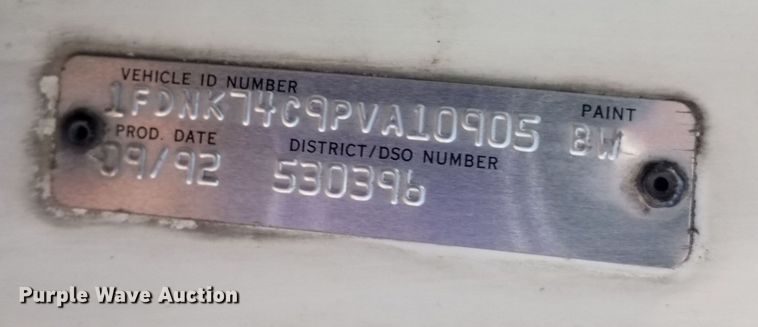 VEHICLE ID NUMBER PAINT
1FDNK74C9PVA10905 BW
PROD. DATE DISTRICT/DSO NUMBER
09/92 530396
Purple Wave Auction